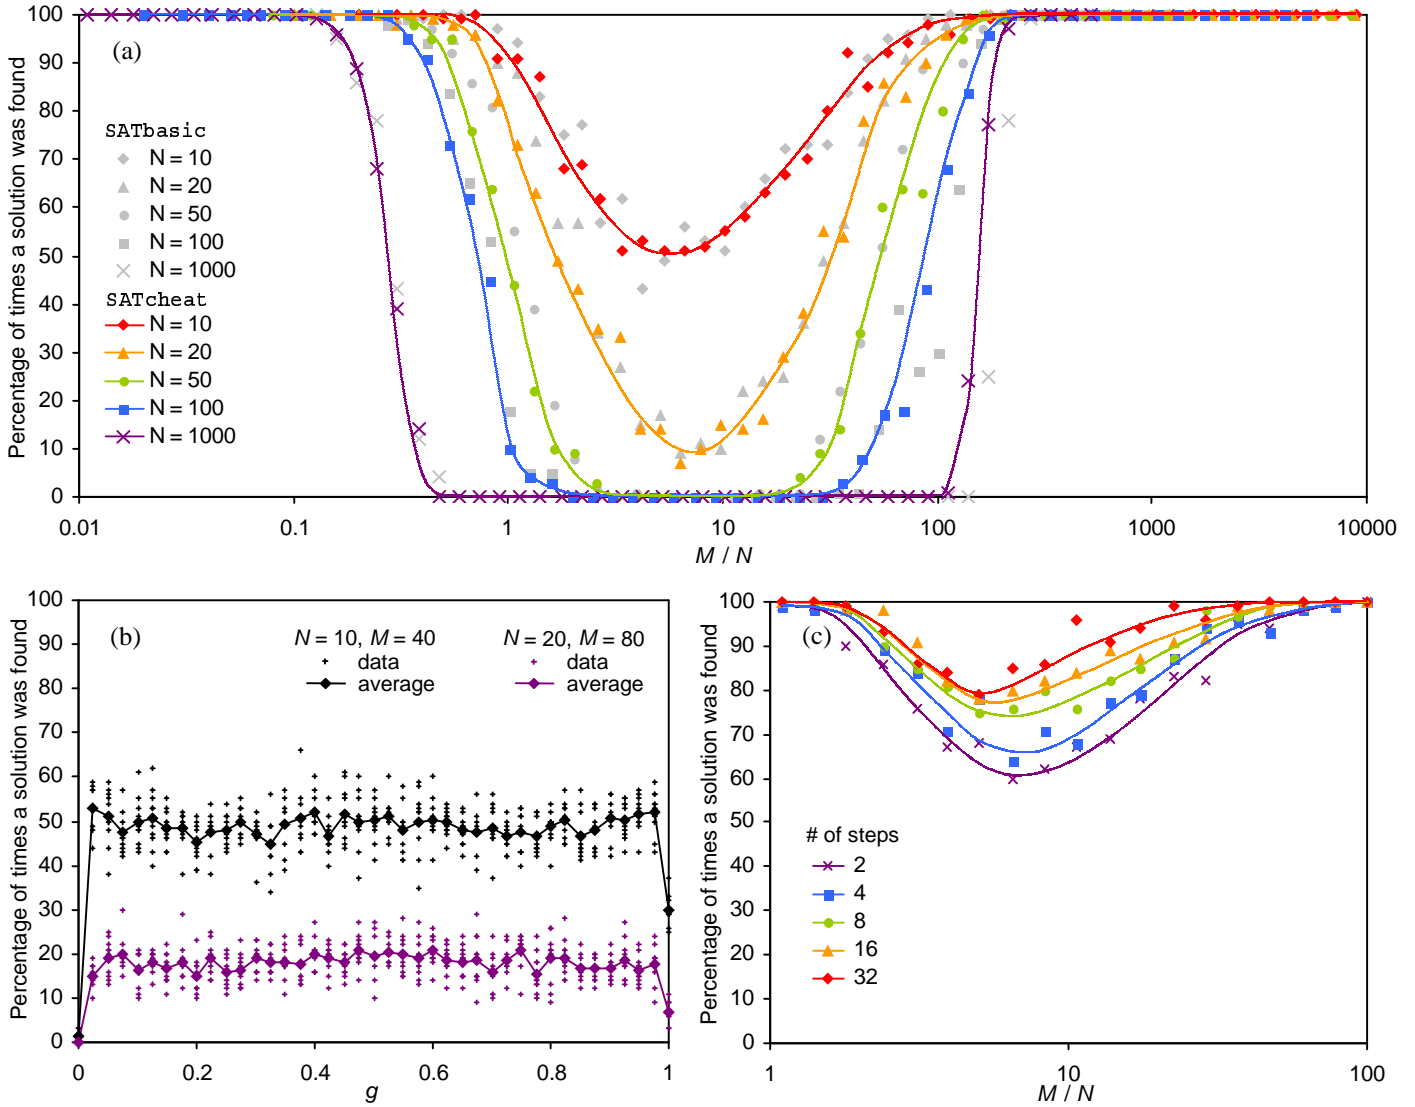 Percentage of times a solution was found
100
90
80
70
60
50
40
30
20
10
0
(a)
SATbasic
N = 10
N = 20
N = 50
N = 100
N = 1000
SATcheat
N = 10
N = 20
N = 50
N = 100
N = 1000
0.01
0.1
1
10
100
1000
10000
M / N
Percentage of times a solution was found
100
90
80
70
60
50
40
30
20
10
0
(b)
N = 10, M = 40
data
average
N = 20, M = 80
data
average
0
0.2
0.4
0.6
0.8
1
g
Percentage of times a solution was found
100
90
80
70
60
50
40
30
20
10
0
(c)
# of steps
2
4
8
16
32
1
10
100
M / N